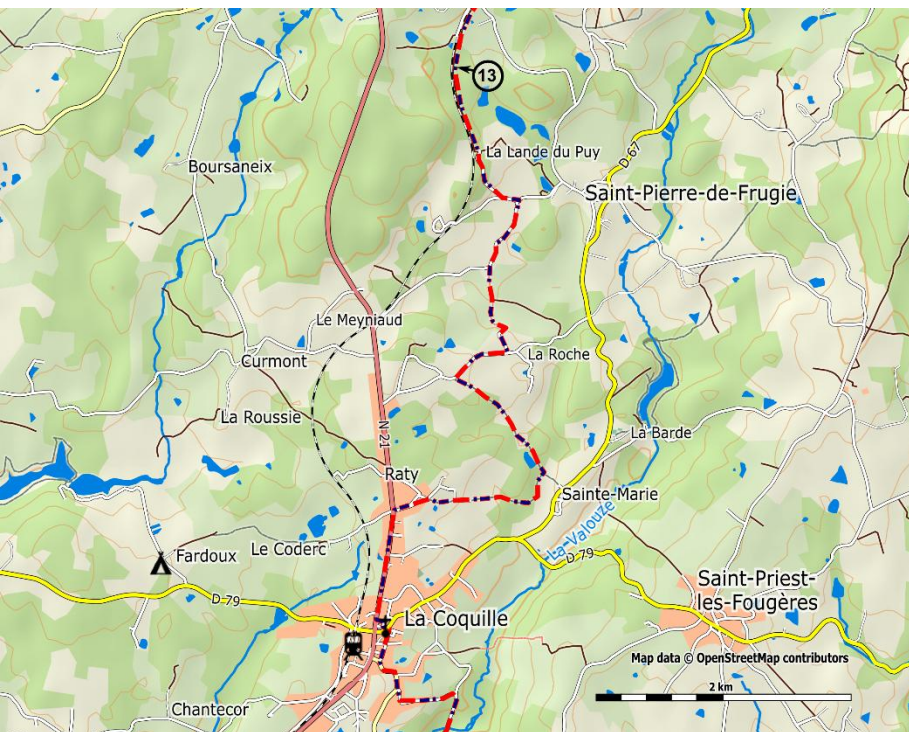 13
La Lande du Puy
D 67
Boursaneix
Saint-Pierre-de-Frugie
Le Meyniaud
La Roche
Curmont
La Roussie
N 21
La Barde
Raty
Sainte-Marie
La Valouze
Le Coderc
Fardoux
D 79
D 79
Saint-Priest-
les-Fougères
La Coquille
Map data © OpenStreetMap contributors
2 km
Chantecor